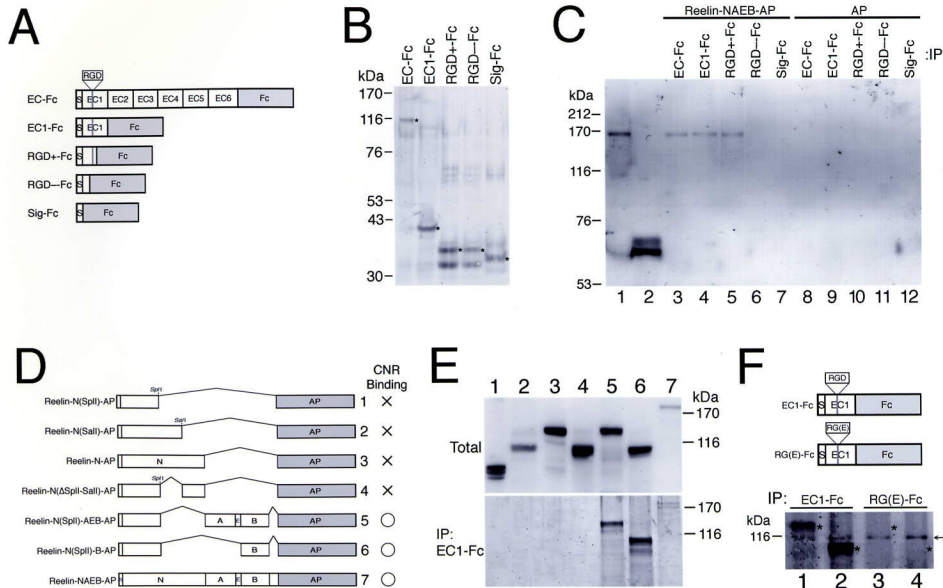 A
RGD
EC-Fc S EC1 EC2 EC3 EC4 EC5 EC6 Fc
EC1-Fc S EC1 Fc
RGD+-Fc S Fc
RGD−-Fc S Fc
Sig-Fc S Fc
B
EC-Fc EC1-Fc RGD+-Fc RGD−-Fc Sig-Fc
kDa
170
116
76
53
43
30
C
Reelin-NAEB-AP AP
EC-Fc EC1-Fc RGD+-Fc RGD−-Fc Sig-Fc EC-Fc EC1-Fc RGD+-Fc RGD−-Fc Sig-Fc :IP
kDa
212
170
116
76
53
1 2 3 4 5 6 7 8 9 10 11 12
D
CNR
Binding
SplI
Reelin-N(SplI)-AP AP 1 ×
SalI
Reelin-N(SalI)-AP AP 2 ×
Reelin-N-AP N AP 3 ×
SplI
Reelin-N(ΔSplI-SalI)-AP AP 4 ×
Reelin-N(SplI)-AEB-AP A E B AP 5 ○
Reelin-N(SplI)-B-AP B AP 6 ○
Reelin-NAEB-AP N A E B AP 7 ○
E
1 2 3 4 5 6 7
kDa
170
Total 116
IP:
EC1-Fc
170
116
F
RGD
EC1-Fc S EC1 Fc
RG(E)
RG(E)-Fc S EC1 Fc
IP: EC1-Fc RG(E)-Fc
kDa
116
1 2 3 4